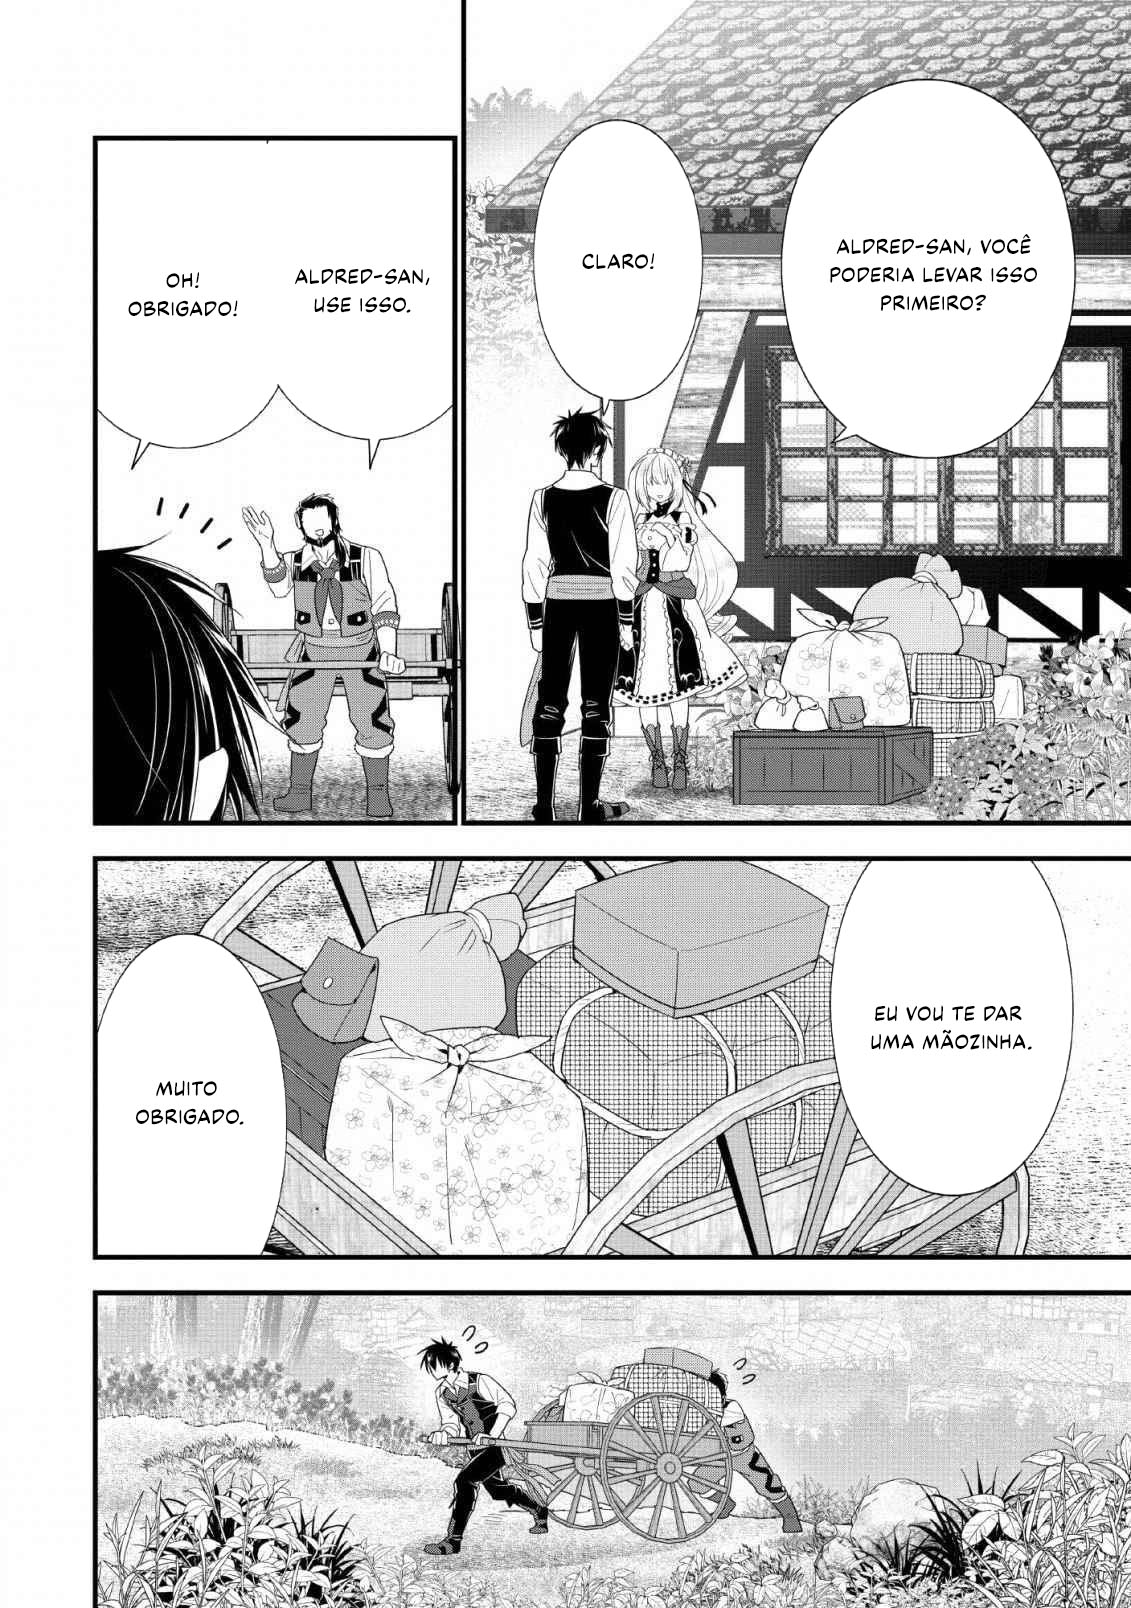 ALDRED-SAN, VOCÊ
PODERIA LEVAR ISSO
PRIMEIRO?
CLARO!
ALDRED-SAN,
USE ISSO.
OH!
OBRIGADO!
EU VOU TE DAR
UMA MÃOZINHA.
MUITO
OBRIGADO.